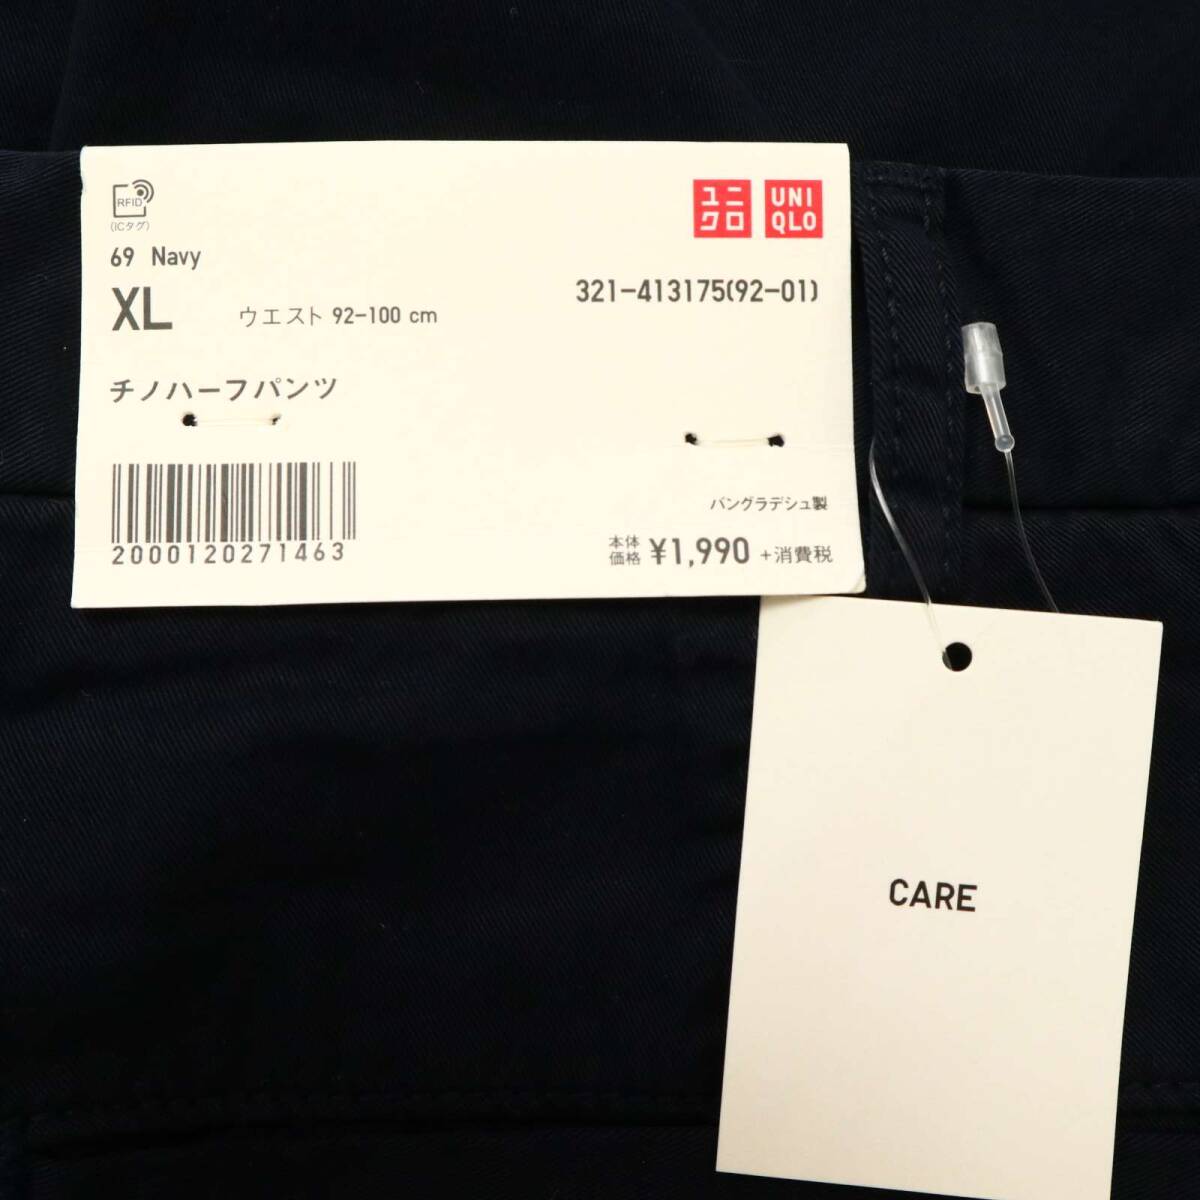 RFID
(ICタグ)
69 Navy
XL ウエスト 92-100 cm
ユニ
クロ
UNI
QLO
321-413175(92-01)
チノハーフパンツ
2000120271463
バングラデシュ製
本体
価格 ¥1,990 +消費税
CARE